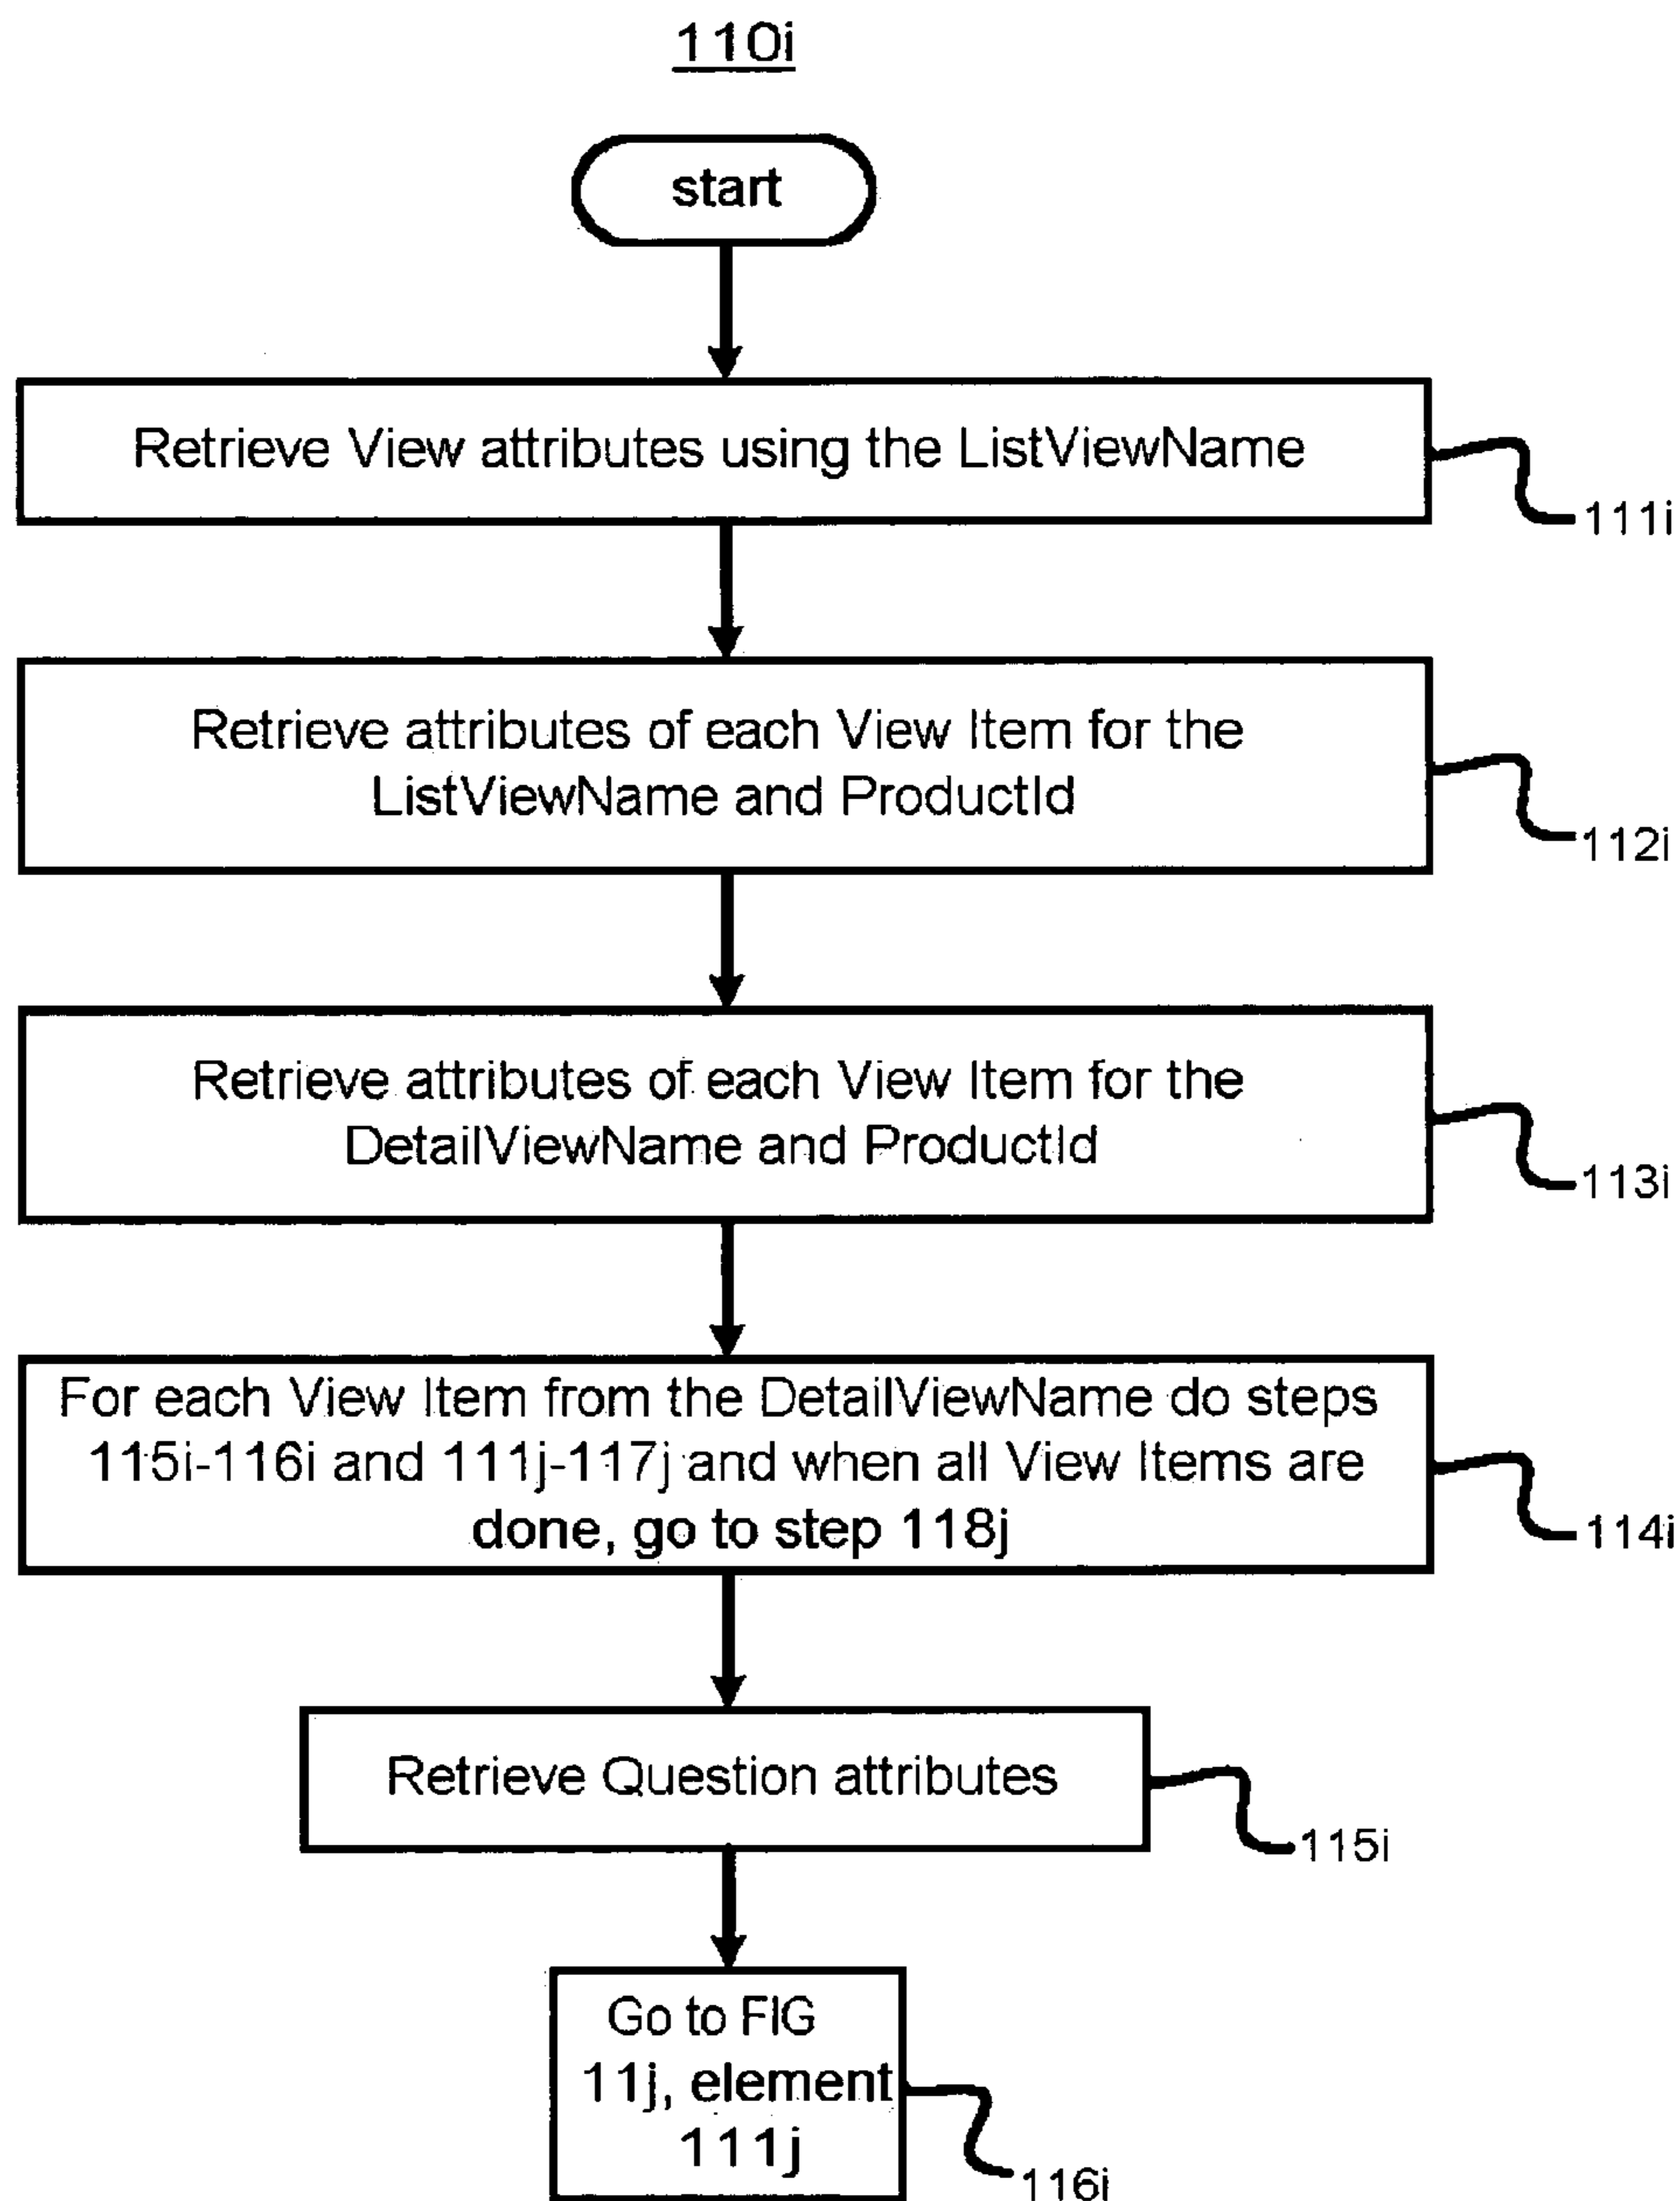 110i
start
Retrieve View attributes using the ListViewName
111i
Retrieve attributes of each View Item for the
ListViewName and ProductId
112i
Retrieve attributes of each View Item for the
DetailViewName and ProductId
113i
For each View Item from the DetailViewName do steps
115i-116i and 111j-117j and when all View Items are
done, go to step 118j
114i
Retrieve Question attributes
115i
Go to FIG
11j, element
111j
116i